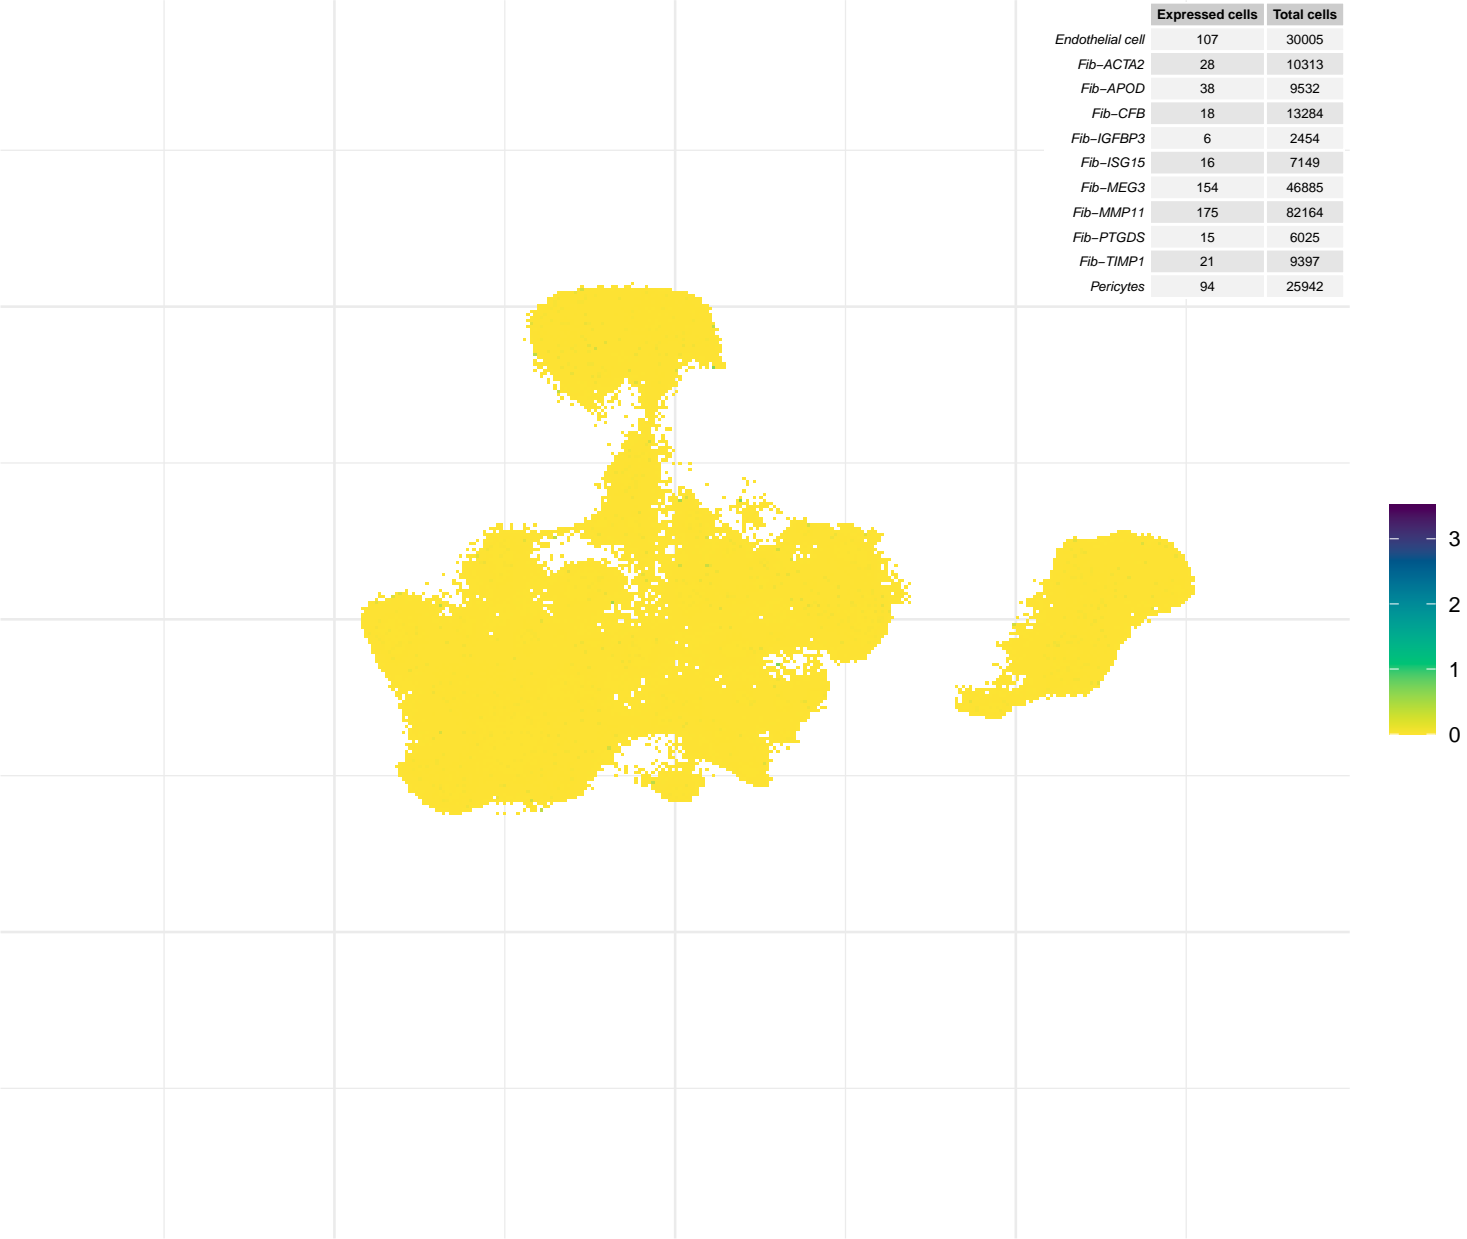 Expressed cells Total cells
Endothelial cell 107 30005
Fib−ACTA2 28 10313
Fib−APOD 38 9532
Fib−CFB 18 13284
Fib−IGFBP3 6 2454
Fib−ISG15 16 7149
Fib−MEG3 154 46885
Fib−MMP11 175 82164
Fib−PTGDS 15 6025
Fib−TIMP1 21 9397
Pericytes 94 25942
3
2
1
0